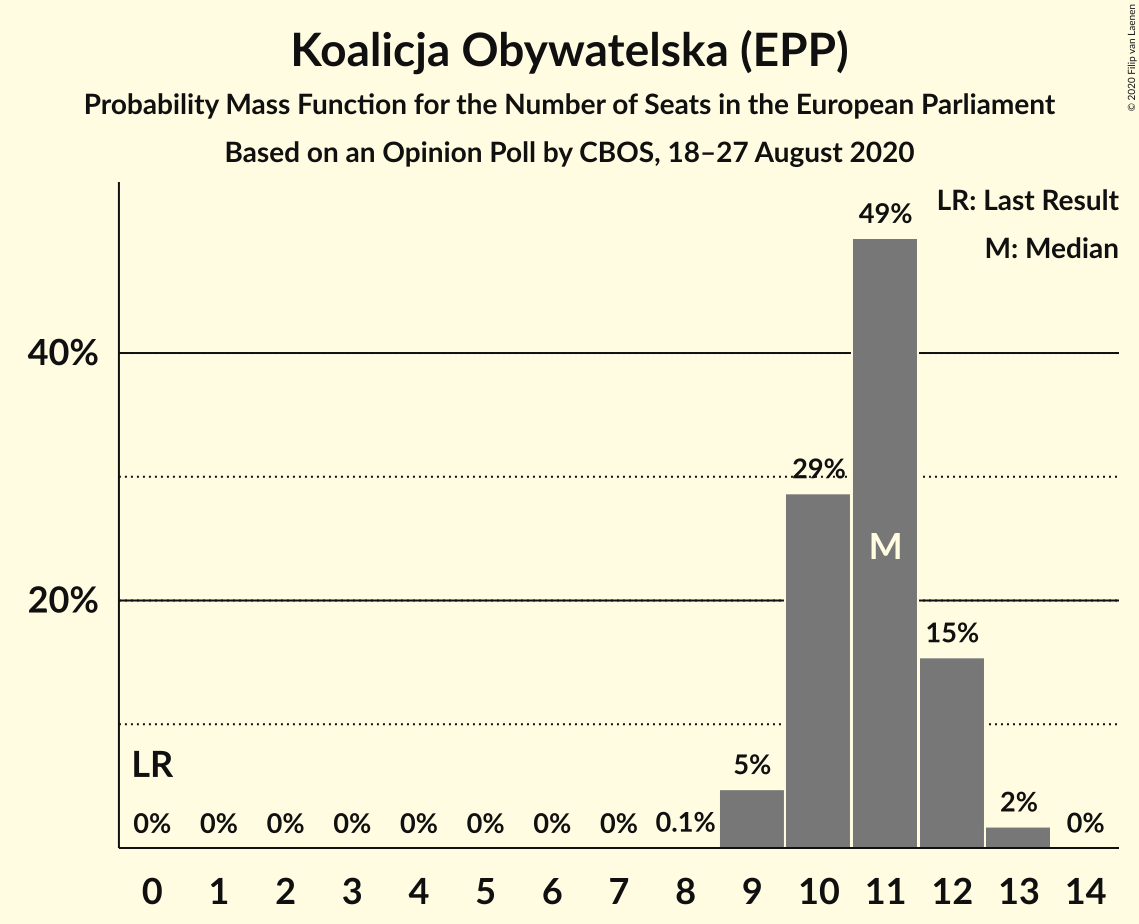 Koalicja Obywatelska (EPP)
Probability Mass Function for the Number of Seats in the European Parliament
Based on an Opinion Poll by CBOS, 18–27 August 2020
© 2020 Filip van Laenen
LR: Last Result
M: Median
49%
40%
29%
M
20%
15%
LR
5%
2%
0% 0% 0% 0% 0% 0% 0% 0% 0.1% 0%
0 1 2 3 4 5 6 7 8 9 10 11 12 13 14